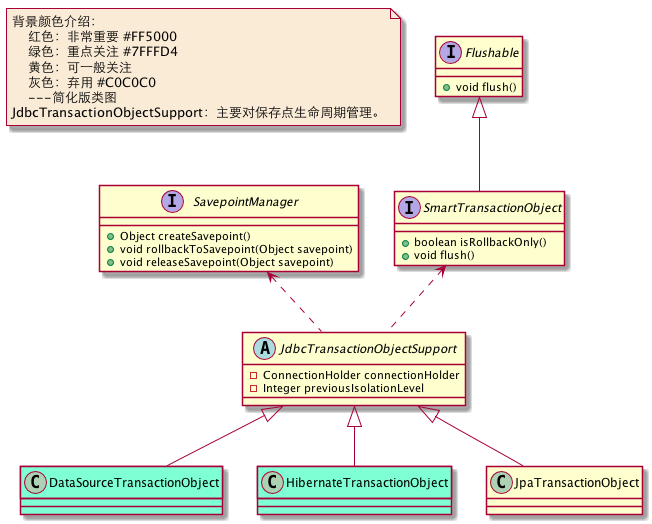 背景颜色介绍：
红色：非常重要 #FF5000
绿色：重点关注 #7FFFD4
黄色：可一般关注
灰色：弃用 #C0C0C0
---简化版类图
JdbcTransactionObjectSupport：主要对保存点生命周期管理。
I Flushable
void flush()
I SavepointManager
Object createSavepoint()
void rollbackToSavepoint(Object savepoint)
void releaseSavepoint(Object savepoint)
I SmartTransactionObject
boolean isRollbackOnly()
void flush()
A JdbcTransactionObjectSupport
ConnectionHolder connectionHolder
Integer previousIsolationLevel
C DataSourceTransactionObject
C HibernateTransactionObject
C JpaTransactionObject